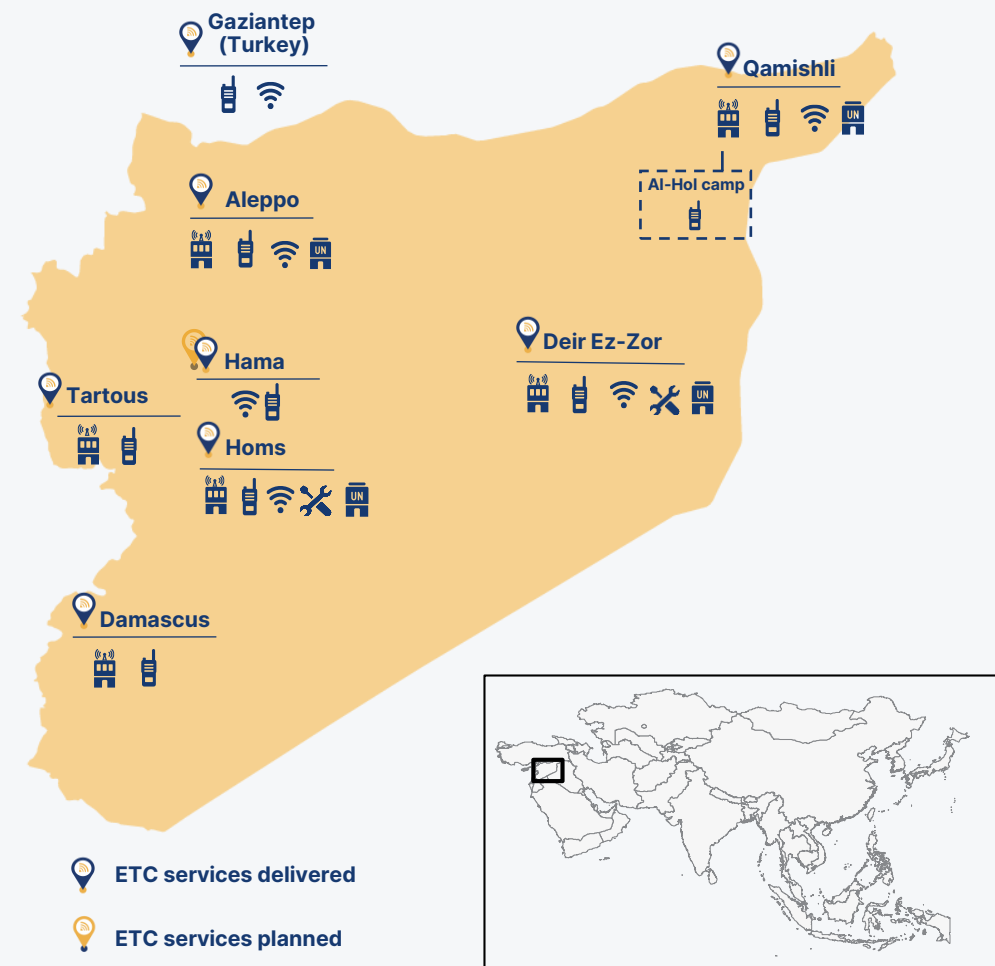 Gaziantep
(Turkey)
Qamishli
UN
Al-Hol camp
Aleppo
UN
Hama
Deir Ez-Zor
UN
Tartous
Homs
UN
Damascus
ETC services delivered
ETC services planned